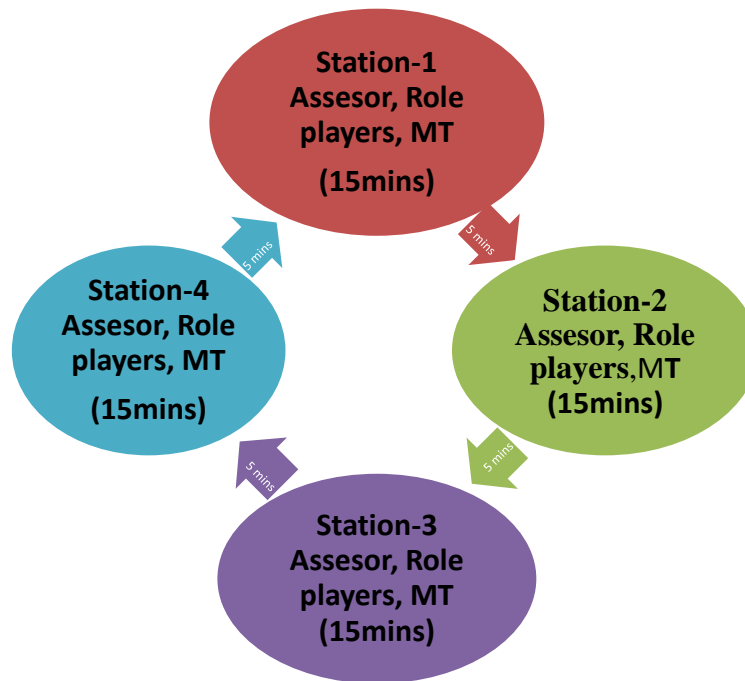 Station-1
Assesor, Role
players, MT
(15mins)
5 mins
Station-2
Assesor, Role
players,MT
(15mins)
5 mins
Station-3
Assesor, Role
players, MT
(15mins)
5 mins
Station-4
Assesor, Role
players, MT
(15mins)
5 mins